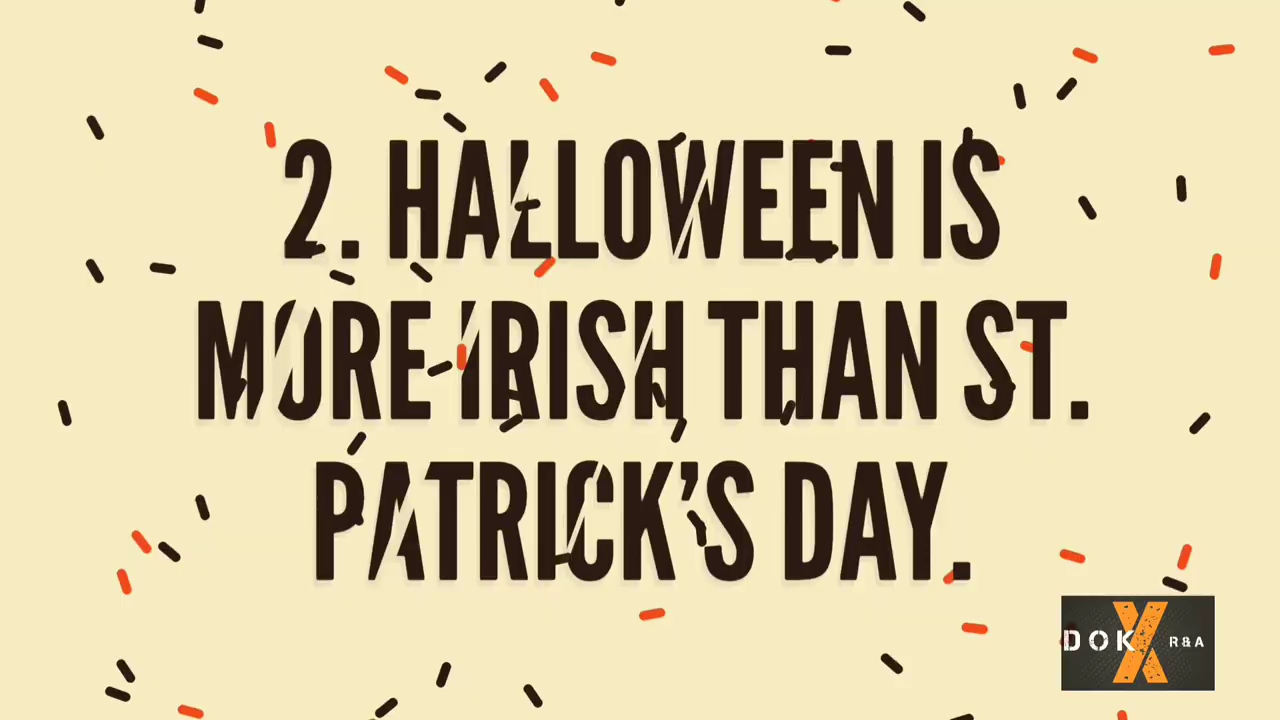 2. HALLOWEEN IS
MORE IRISH THAN ST.
PATRICK'S DAY.
DOK X R&A